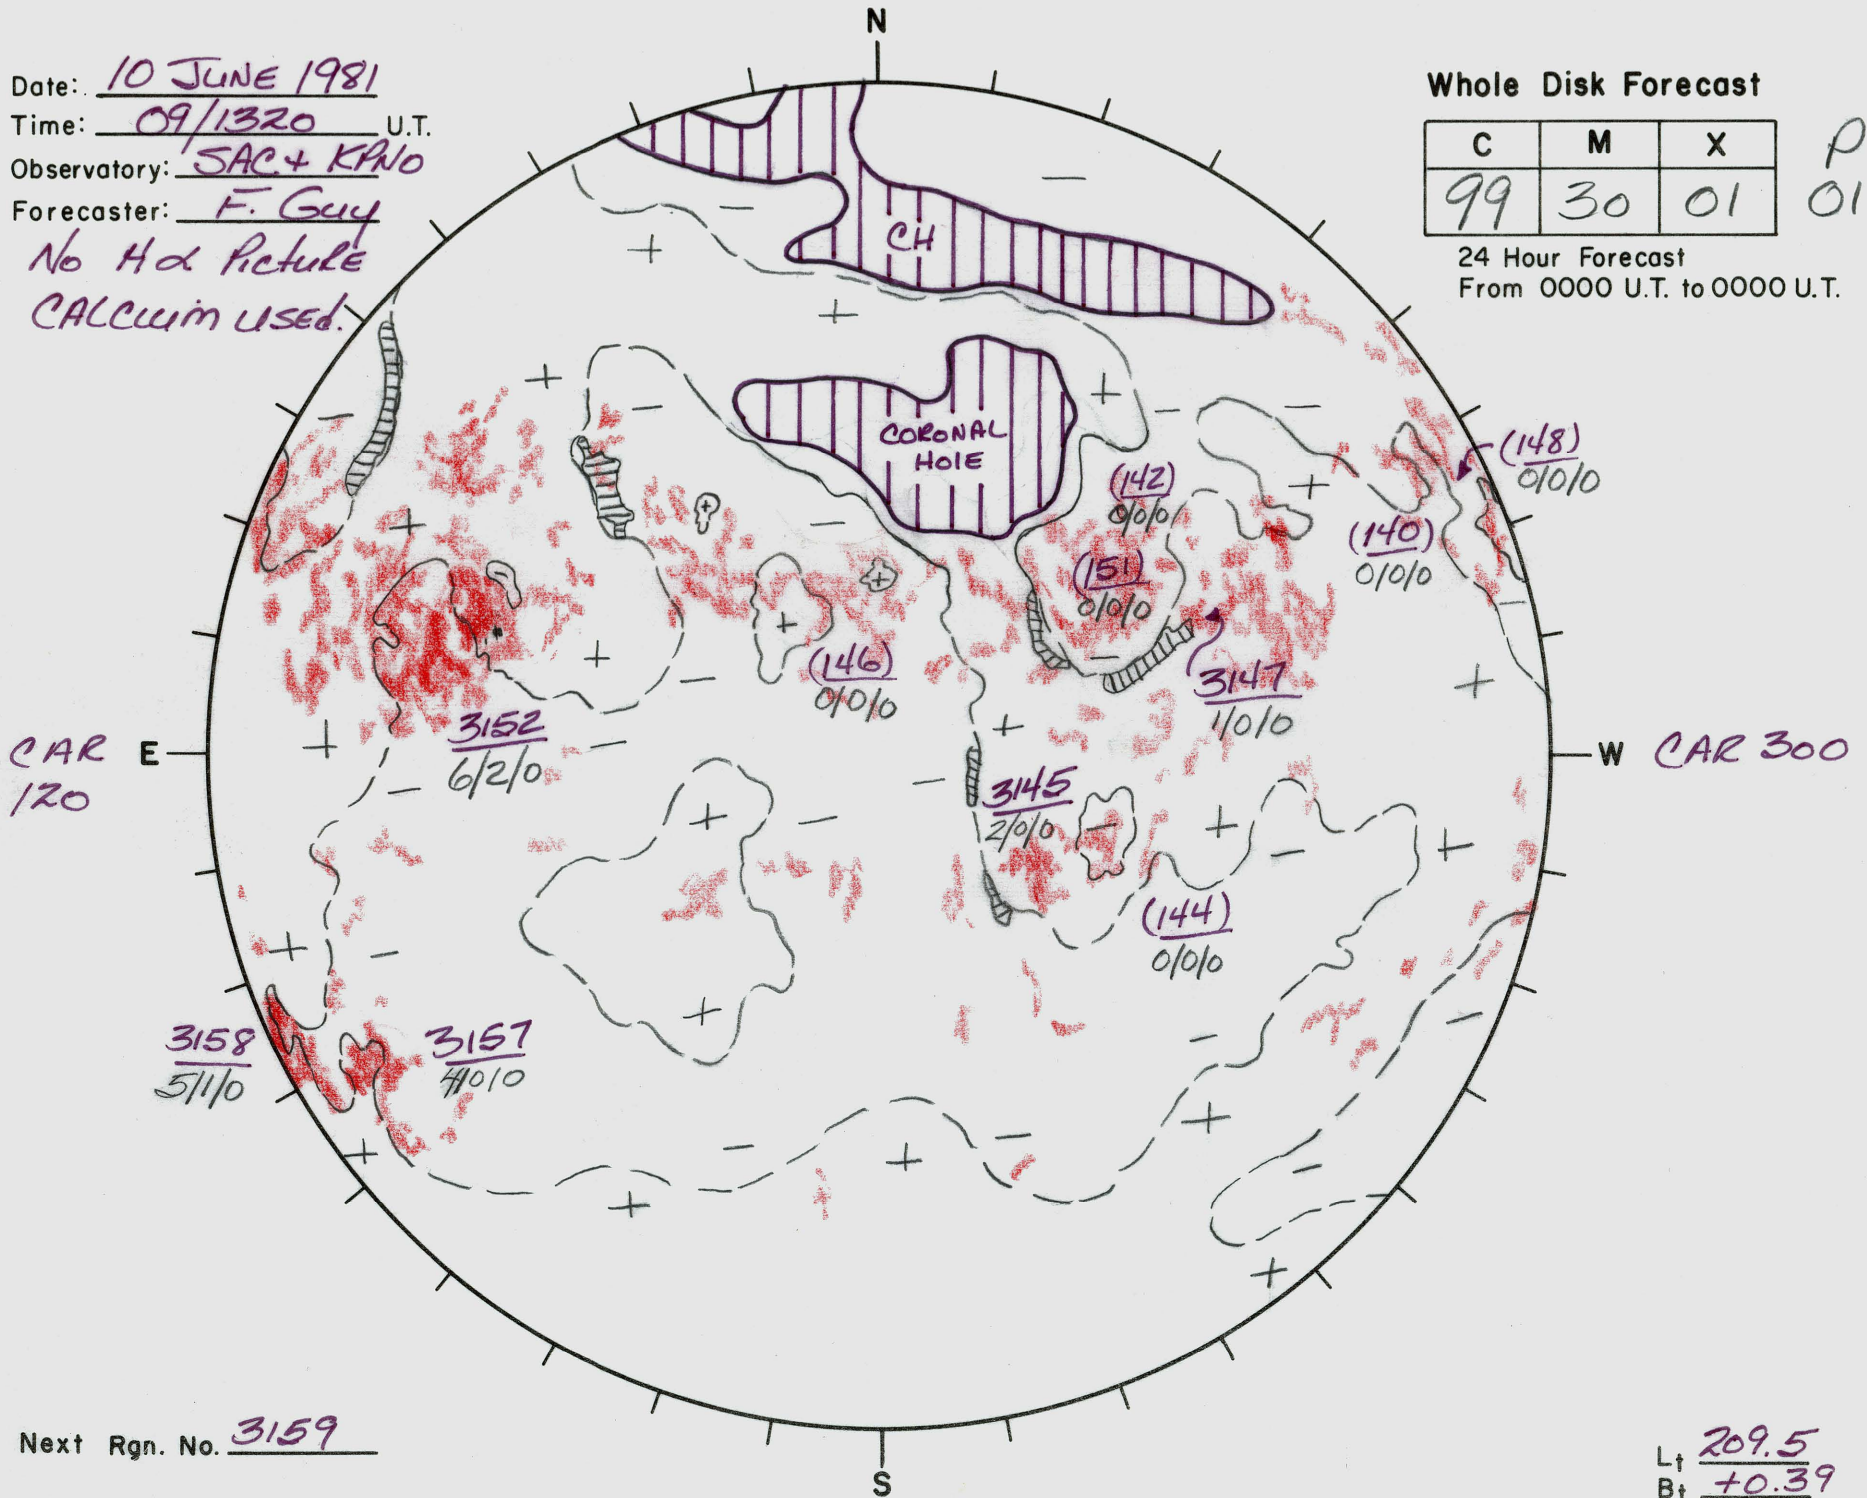 N
Date: 10 JUNE 1981
Time: 09/1320 U.T.
Observatory: SAC + KPNO
Forecaster: F. Guy
No Hα Picture
CALCIUM USED.
Whole Disk Forecast
C M X P
99 30 01 01
24 Hour Forecast
From 0000 U.T. to 0000 U.T.
CH
CORONAL
HOLE
(148)
0/0/0
(142)
0/0/0
(140)
0/0/0
(151)
0/0/0
(146)
0/0/0
3147
1/0/0
3152
6/2/0
CAR E
120
W CAR 300
3145
2/0/0
(144)
0/0/0
3158
5/1/0
3157
4/0/0
Next Rgn. No. 3159
S
Lt 209.5
Bt +0.39